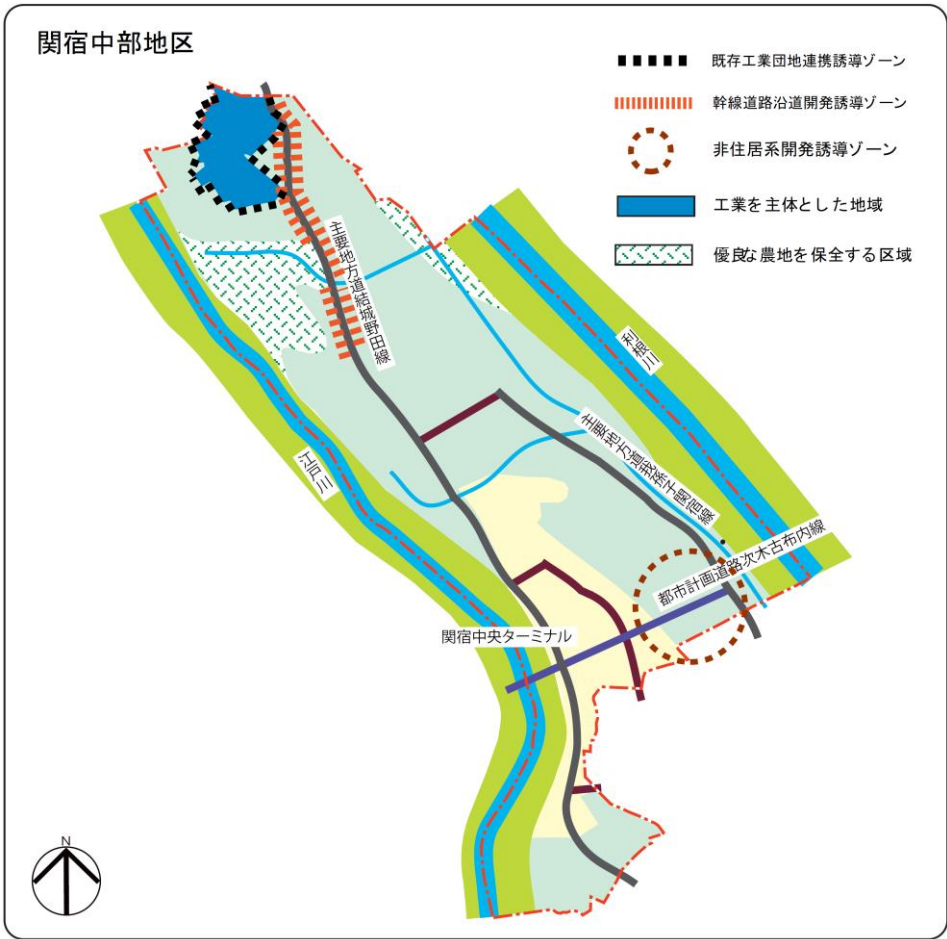 関宿中部地区
既存工業団地連携誘導ゾーン
幹線道路沿道開発誘導ゾーン
非住居系開発誘導ゾーン
工業を主体とした地域
優良な農地を保全する区域
主要地方道結城野田線
利根川
江戸川
主要地方道我孫子関宿線
都市計画道路次木古布内線
関宿中央ターミナル
N